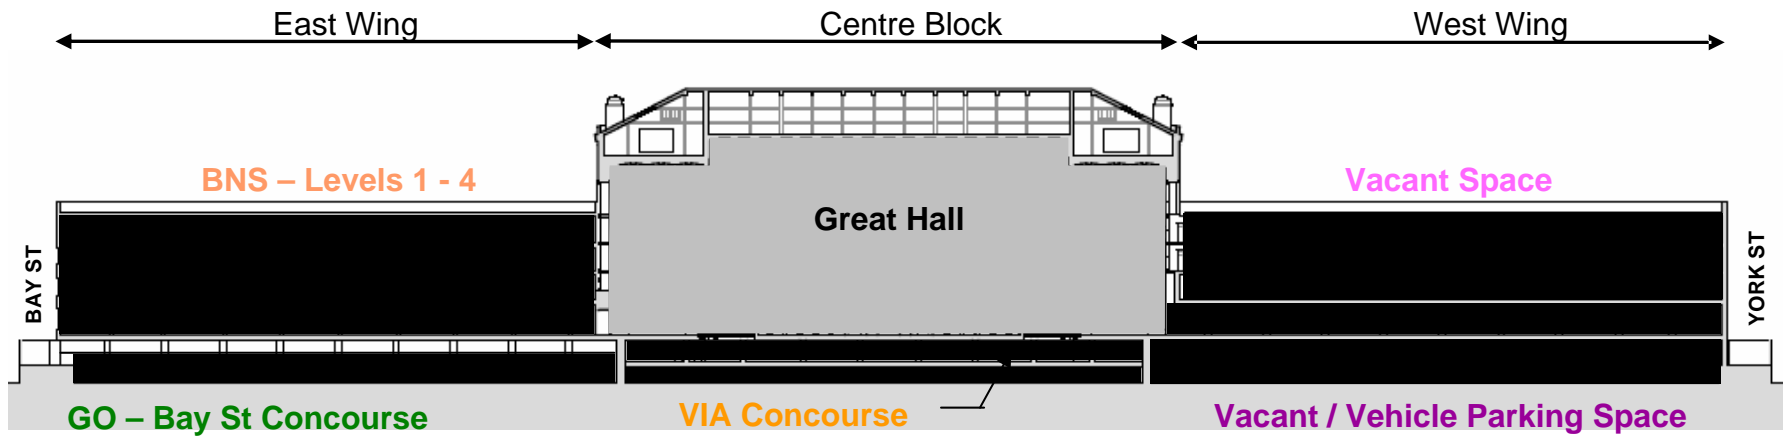 East Wing
Centre Block
West Wing
BNS – Levels 1 - 4
Vacant Space
Great Hall
BAY ST
YORK ST
GO – Bay St Concourse
VIA Concourse
Vacant / Vehicle Parking Space